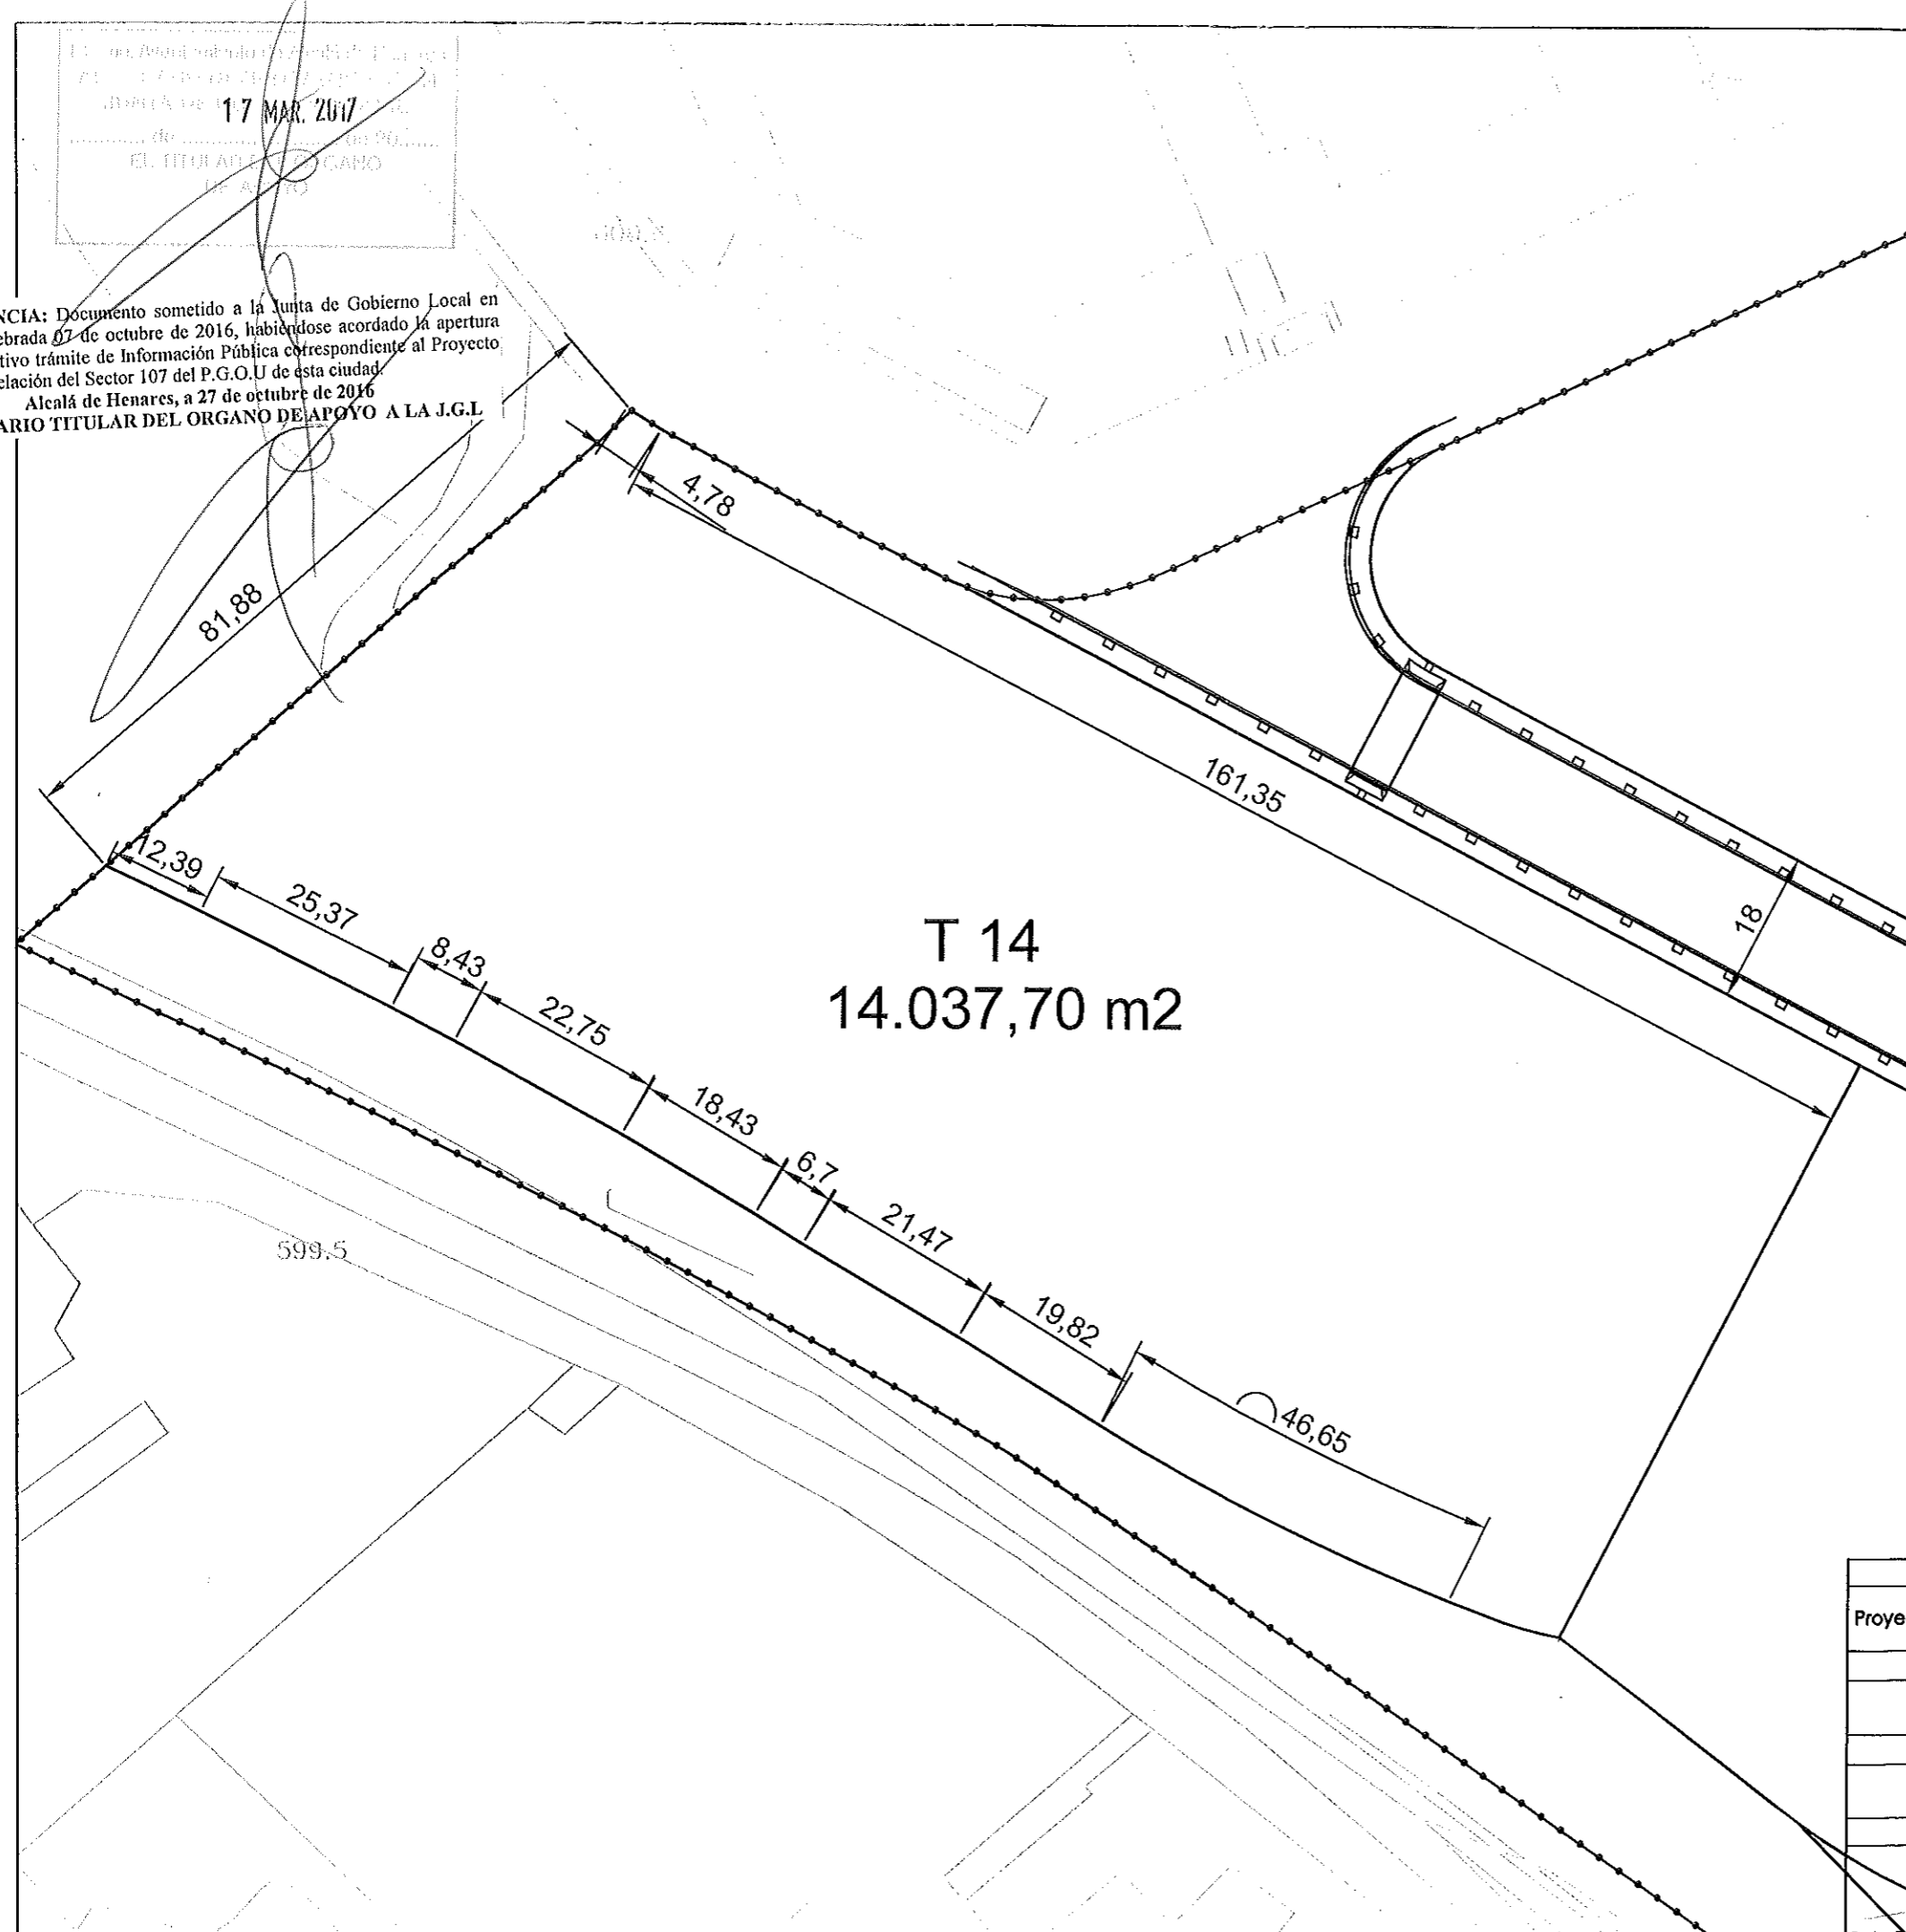 17 MAR. 2017
EL TITULAR DEL ORGANO
DE APOYO
NCIA: Documento sometido a la Junta de Gobierno Local en
ebrada 07 de octubre de 2016, habiéndose acordado la apertura
tivo trámite de Información Pública correspondiente al Proyecto
elación del Sector 107 del P.G.O.U de esta ciudad.
Alcalá de Henares, a 27 de octubre de 2016
ARIO TITULAR DEL ORGANO DE APOYO A LA J.G.L
4,78
81,88
161,35
12,39
25,37
8,43
22,75
18
T 14
14.037,70 m2
18,43
6,7
21,47
19,82
46,65
599.5
Proye